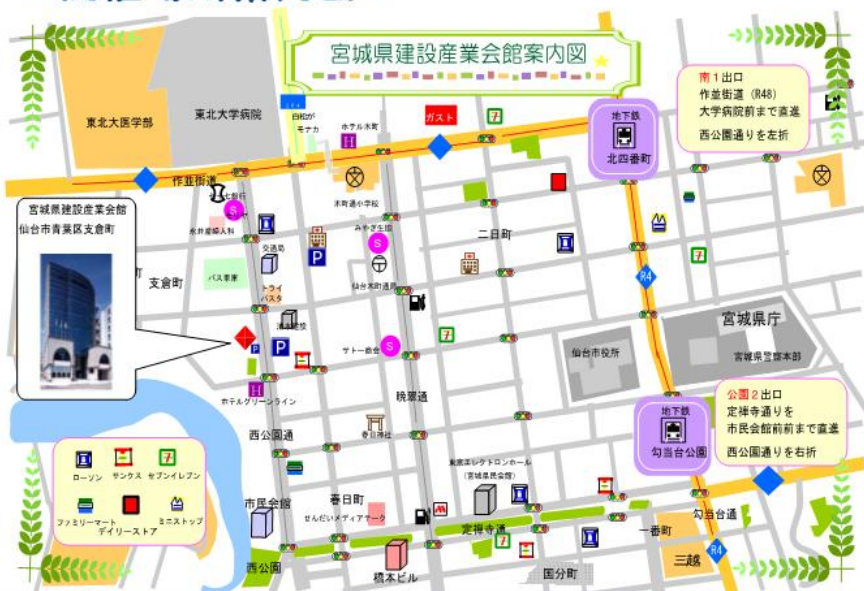 宮城県建設産業会館案内図
南1出口
作並街道 (R48)
大学病院前まで直進
西公園通りを左折
東北大医学部
東北大学病院
白松が
モナカ
ホテル木町
ガスト
地下鉄
北四番町
作並街道
木町通小学校
宮城県建設産業会館
仙台市青葉区支倉町
永井産婦人科
交通局
みやぎ生協
二日町
支倉町
バス車庫
トライ
パスタ
仙台木町通局
R4
清水建設
サトー商会
仙台市役所
宮城県庁
宮城県警察本部
ホテルグリーンライン
晩翠通
地下鉄
勾当台公園
公園2出口
定禅寺通りを
市民会館前前まで直進
西公園通りを右折
西公園通
春日神社
東京エレクトロンホール
(宮城県民会館)
ローソン
サンクス
セブンイレブン
ファミリーマート
デイリーストア
ミニストップ
市民会館
春日町
せんだいメディアテーク
定禅寺通
一番町
勾当台通
西公園
橋本ビル
国分町
三越
R4